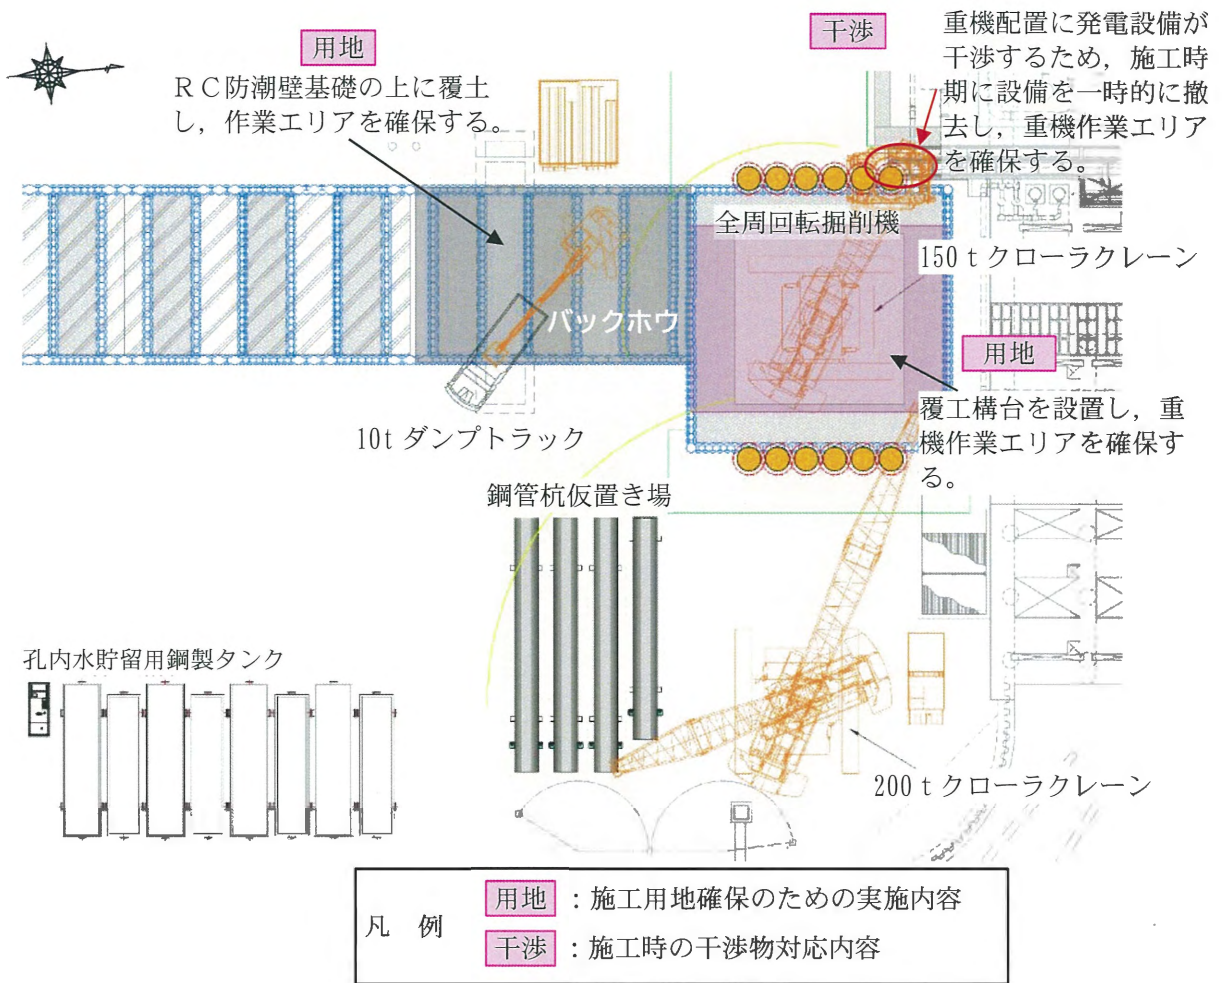 用地
ＲＣ防潮壁基礎の上に覆土
し，作業エリアを確保する。
干渉
重機配置に発電設備が
干渉するため，施工時
期に設備を一時的に撤
去し，重機作業エリア
を確保する。
全周回転掘削機
150ｔクローラクレーン
バックホウ
用地
覆工構台を設置し，重
機作業エリアを確保す
る。
10t ダンプトラック
鋼管杭仮置き場
孔内水貯留用鋼製タンク
200ｔクローラクレーン
凡　例
用地：施工用地確保のための実施内容
干渉：施工時の干渉物対応内容